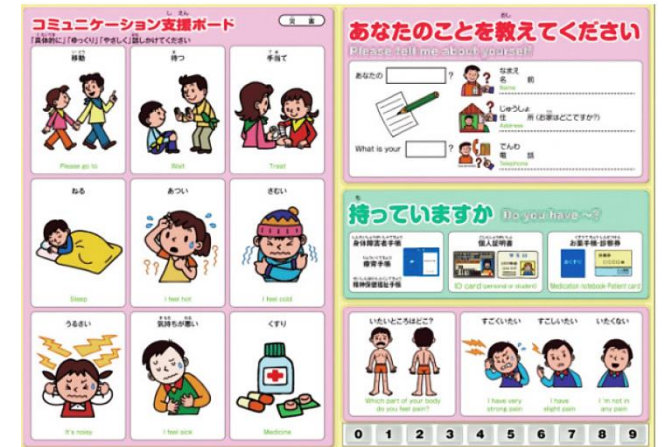 コミュニケーション支援ボード
災害
「具体的に」「ゆっくり」「やさしく」話しかけてください
移動
待つ
手当て
Please go to
Wait
Treat
ねる
あつい
さむい
Sleep
I feel hot
I feel cold
うるさい
気持ちが悪い
くすり
It's noisy
I feel sick
Medicine
あなたのことを教えてください
Please tell me about yourself
あなたの ?
What is your ?
なまえ
名 前
Name
じゅうしょ
住 所 (お家はどこですか?)
Address
でんわ
電 話
Telephone
持っていますか Do you have ~?
身体障害者手帳
療育手帳
精神保健福祉手帳
個人証明書
ID card (personal or student)
お薬手帳・診察券
Medication notebook・Patient card
いたいところはどこ?
Which part of your body
do you feel pain?
すごくいたい
すこしいたい
いたくない
I have very
strong pain
I have
slight pain
I'm not in
any pain
0 1 2 3 4 5 6 7 8 9